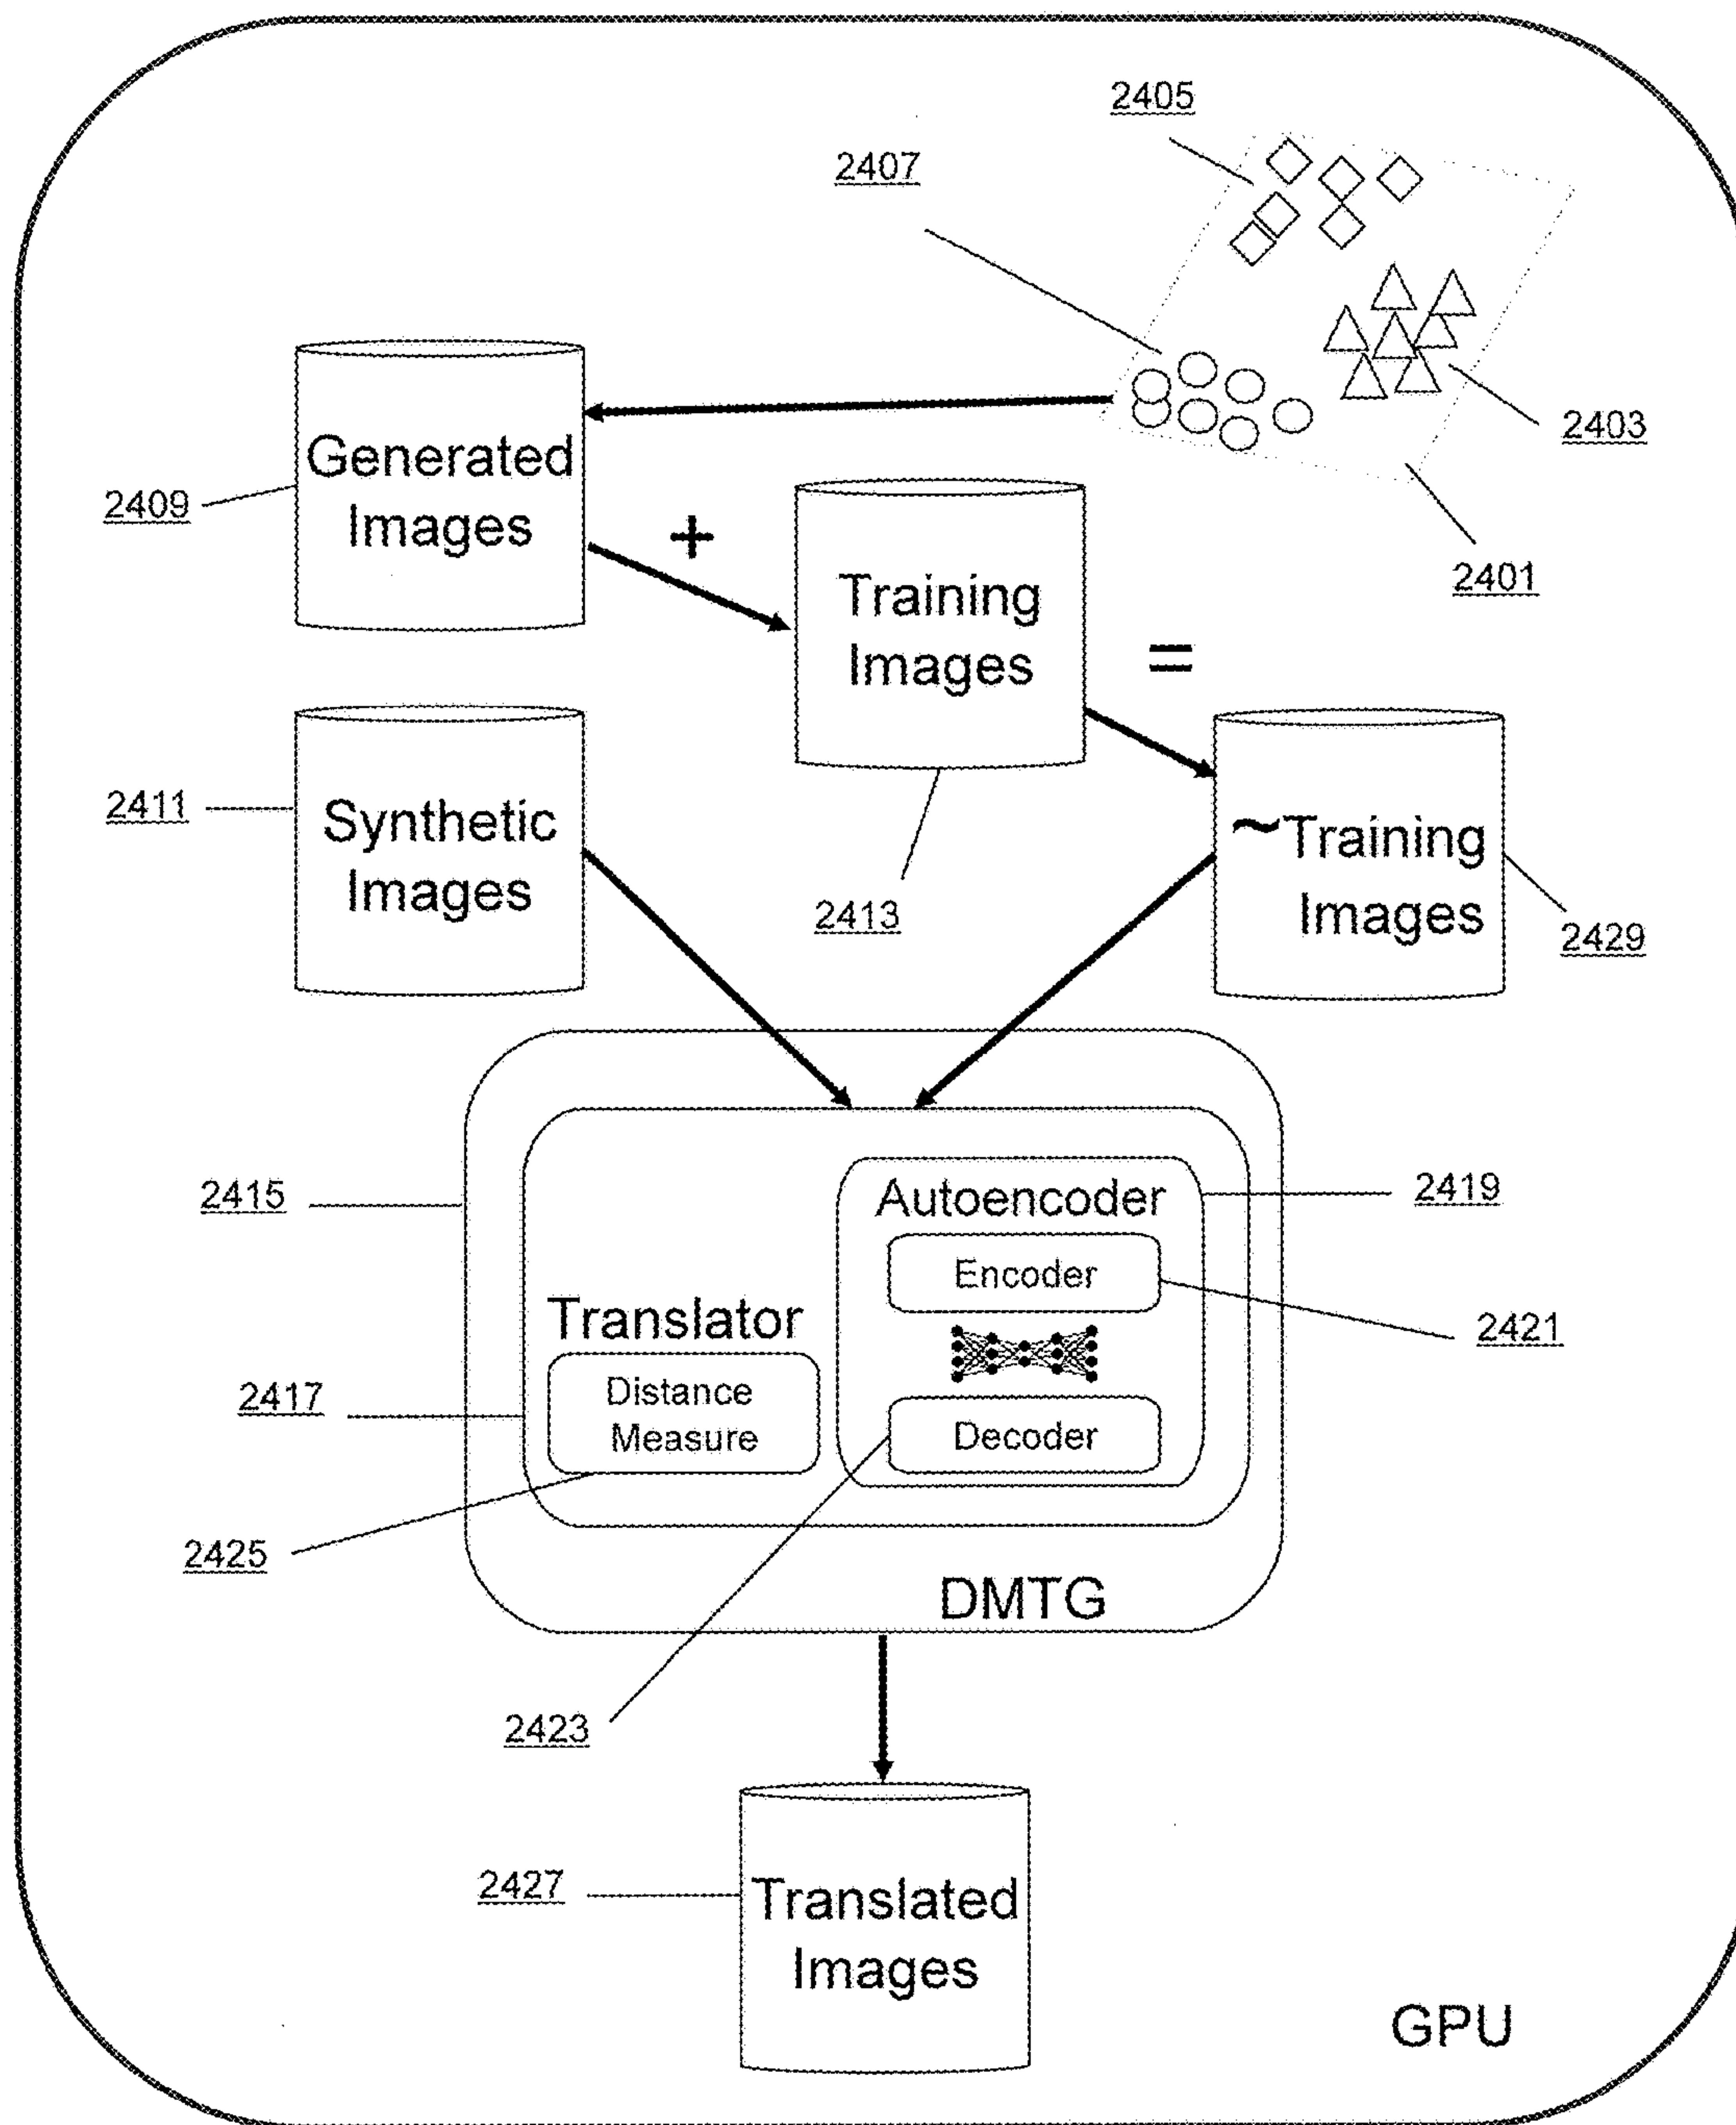 2405
2407
2403
2401
Generated
Images
2409
+
Training
Images
=
2413
Synthetic
Images
2411
~Training
Images
2429
2415
Autoencoder
2419
Encoder
2421
Translator
Distance
Measure
2417
Decoder
2425
DMTG
2423
2427
Translated
Images
GPU